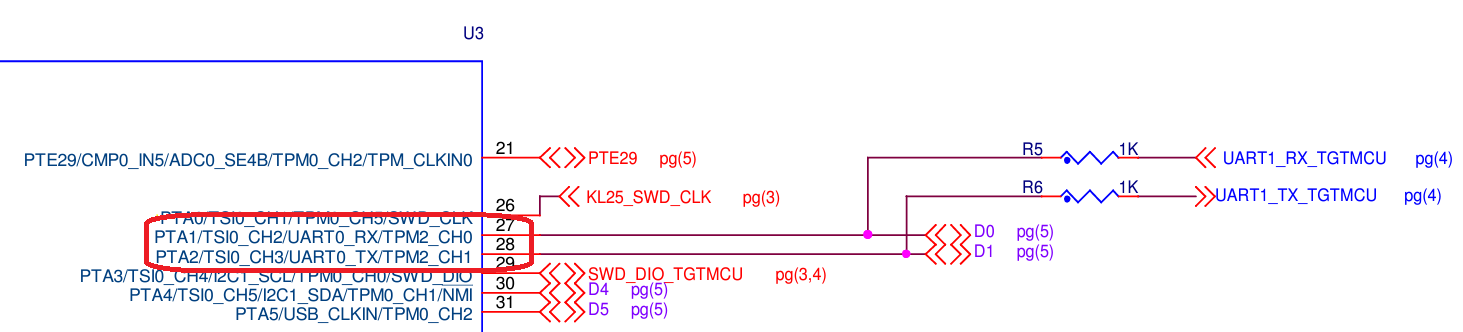 U3
PTE29/CMP0_IN5/ADC0_SE4B/TPM0_CH2/TPM_CLKIN0 21 PTE29 pg(5)
R5 1K UART1_RX_TGTMCU pg(4)
R6 1K UART1_TX_TGTMCU pg(4)
PTA0/TSI0_CH1/TPM0_CH5/SWD_CLK 26 KL25_SWD_CLK pg(3)
PTA1/TSI0_CH2/UART0_RX/TPM2_CH0 27 D0 pg(5)
PTA2/TSI0_CH3/UART0_TX/TPM2_CH1 28 D1 pg(5)
PTA3/TSI0_CH4/I2C1_SCL/TPM0_CH0/SWD_DIO 29 SWD_DIO_TGTMCU pg(3,4)
PTA4/TSI0_CH5/I2C1_SDA/TPM0_CH1/NMI 30 D4 pg(5)
PTA5/USB_CLKIN/TPM0_CH2 31 D5 pg(5)